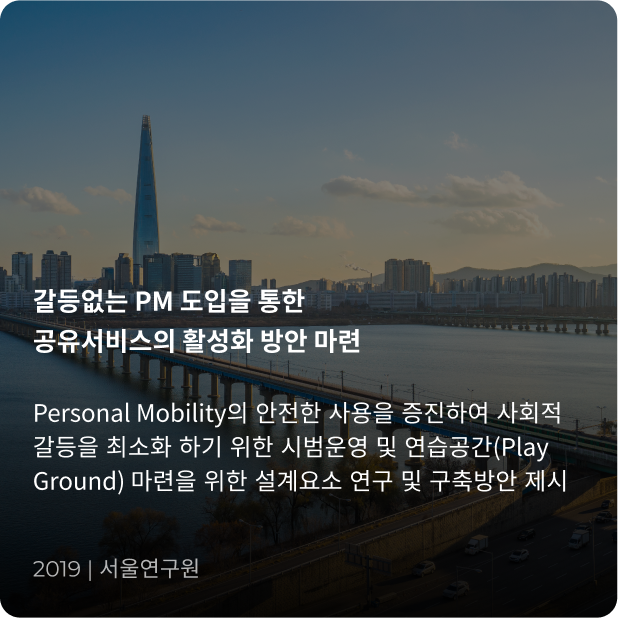 갈등없는 PM 도입을 통한
공유서비스의 활성화 방안 마련
Personal Mobility의 안전한 사용을 증진하여 사회적
갈등을 최소화 하기 위한 시범운영 및 연습공간(Play
Ground) 마련을 위한 설계요소 연구 및 구축방안 제시
2019 | 서울연구원